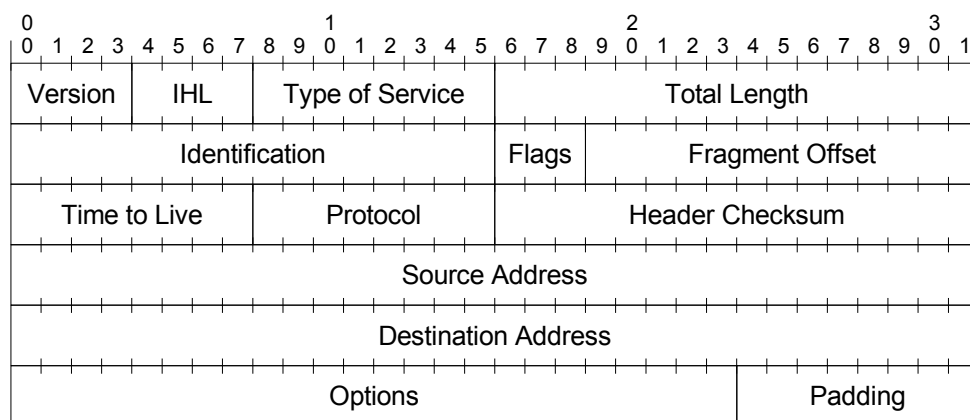 0 1 2 3
0 1 2 3 4 5 6 7 8 9 0 1 2 3 4 5 6 7 8 9 0 1 2 3 4 5 6 7 8 9 0 1
Version IHL Type of Service Total Length
Identification Flags Fragment Offset
Time to Live Protocol Header Checksum
Source Address
Destination Address
Options Padding